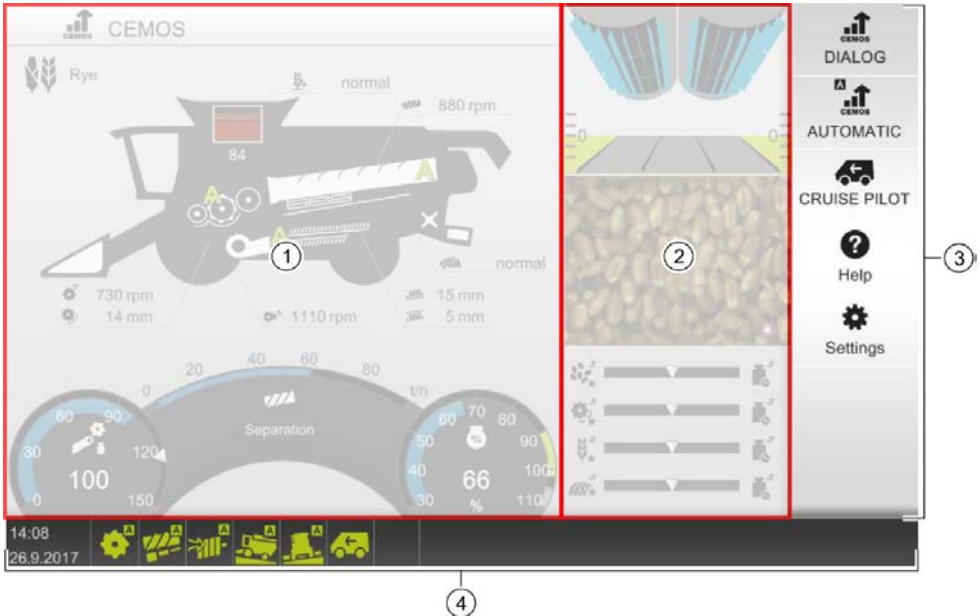 CEMOS
CEMOS
Rye
normal
880 rpm
84
A
A
A
1
normal
730 rpm
14 mm
1110 rpm
15 mm
5 mm
0
20
40
60
80
t/h
Separation
0
30
60
90
120
150
100
30
40
50
60
70
80
90
100
110
%
66
%
0
0
2
CEMOS
DIALOG
A
CEMOS
AUTOMATIC
CRUISE PILOT
?
Help
Settings
3
14:08
26.9.2017
A
A
A
A
A
4